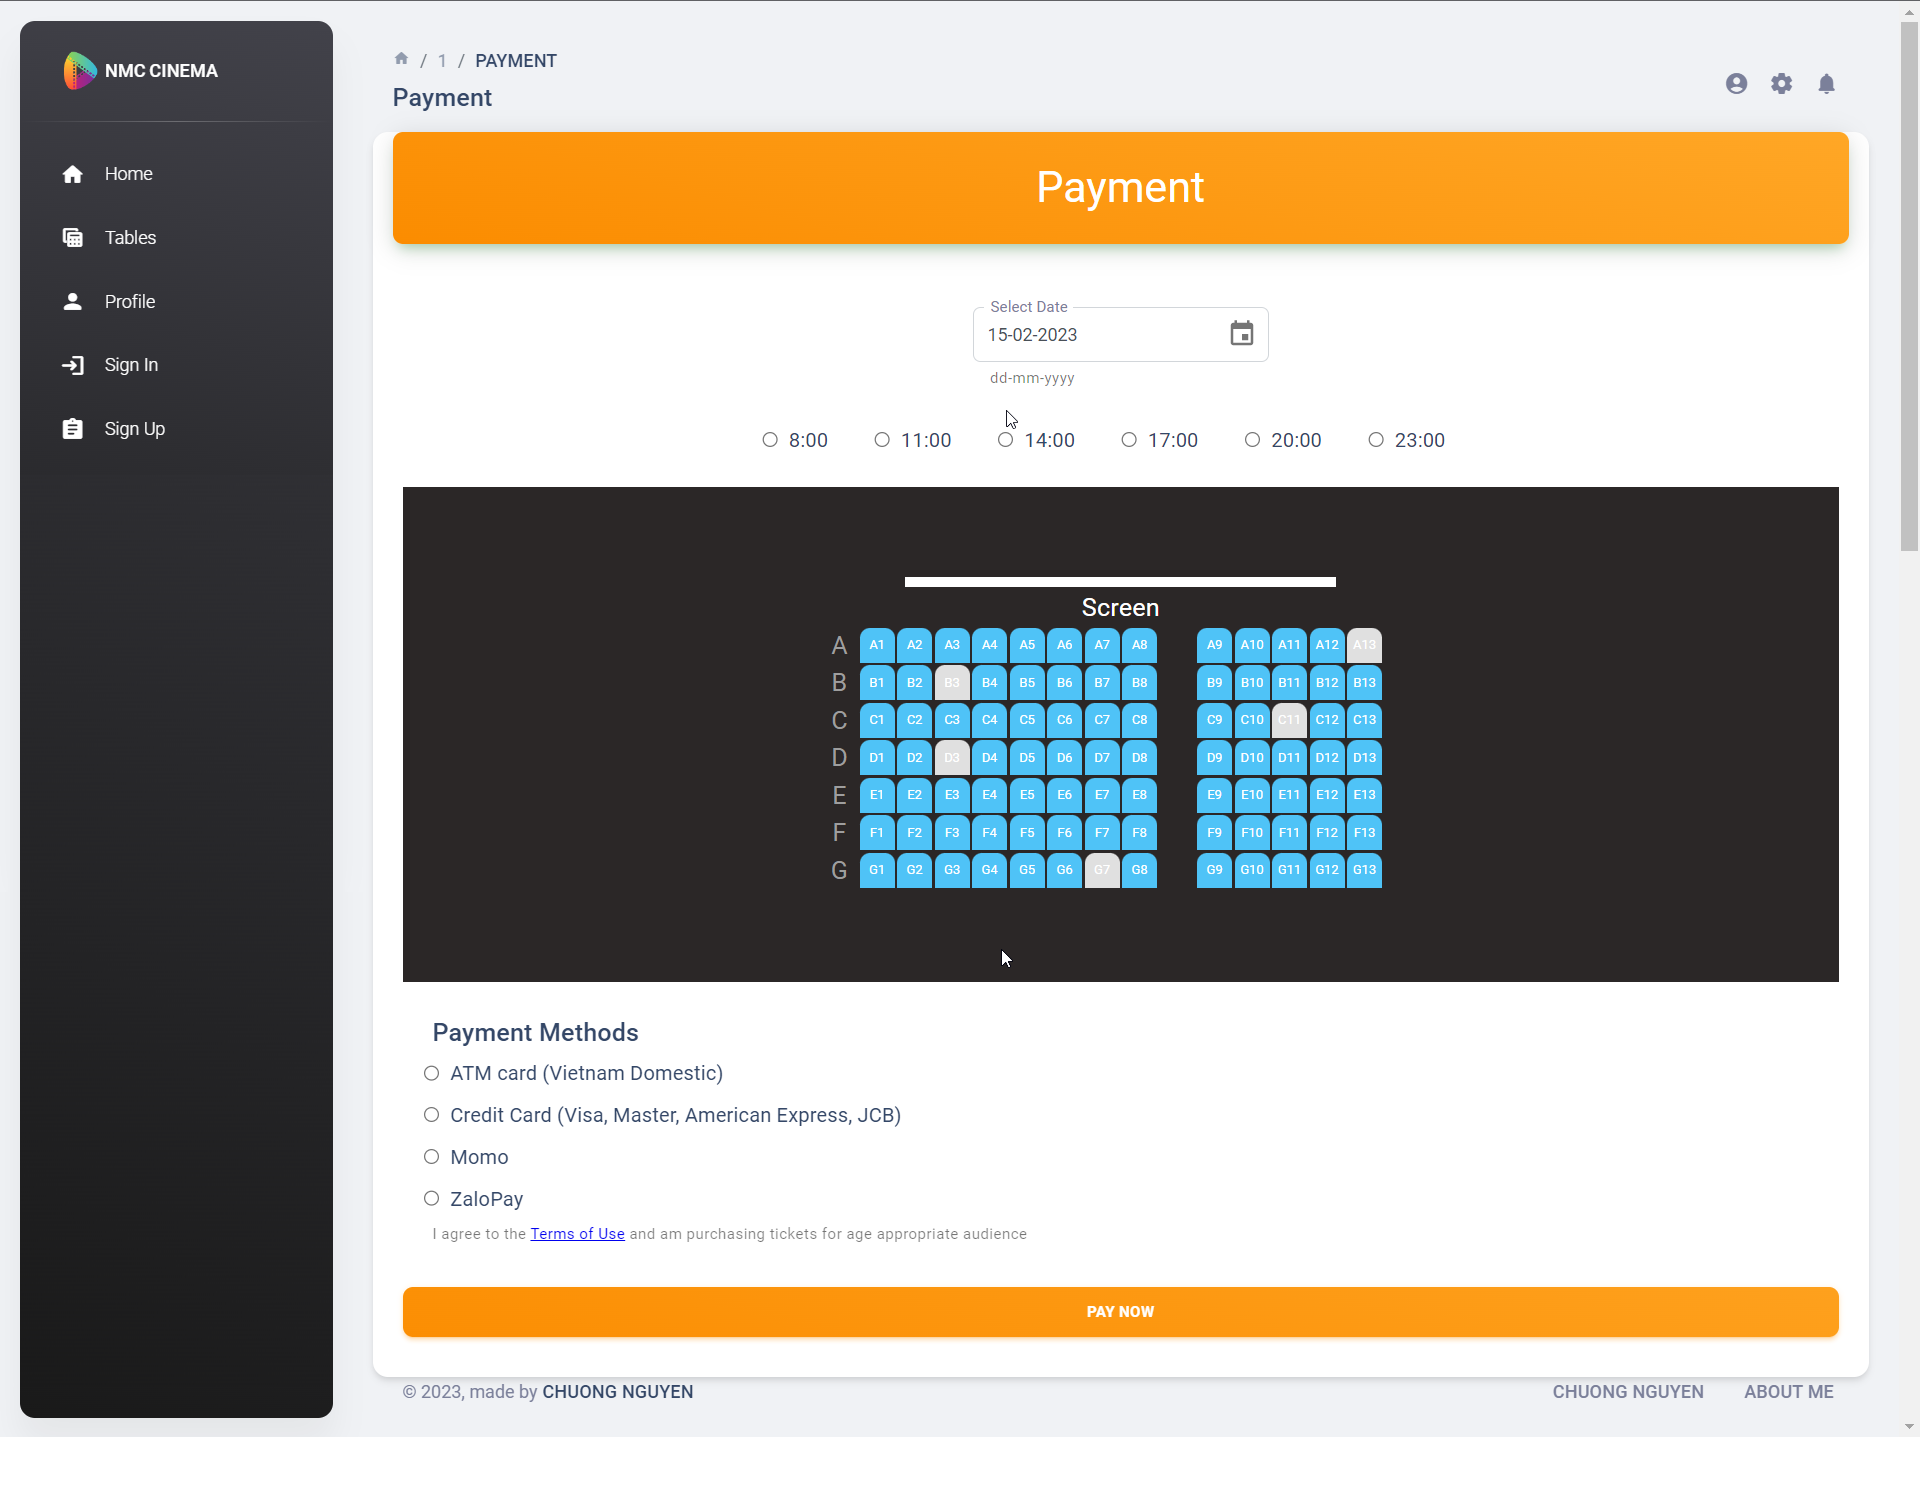 NMC CINEMA
Home
Tables
Profile
Sign In
Sign Up
/ 1 / PAYMENT
Payment
Payment
Select Date
15-02-2023
dd-mm-yyyy
8:00 11:00 14:00 17:00 20:00 23:00
Screen
A A1 A2 A3 A4 A5 A6 A7 A8 A9 A10 A11 A12 A13
B B1 B2 B3 B4 B5 B6 B7 B8 B9 B10 B11 B12 B13
C C1 C2 C3 C4 C5 C6 C7 C8 C9 C10 C11 C12 C13
D D1 D2 D3 D4 D5 D6 D7 D8 D9 D10 D11 D12 D13
E E1 E2 E3 E4 E5 E6 E7 E8 E9 E10 E11 E12 E13
F F1 F2 F3 F4 F5 F6 F7 F8 F9 F10 F11 F12 F13
G G1 G2 G3 G4 G5 G6 G7 G8 G9 G10 G11 G12 G13
Payment Methods
ATM card (Vietnam Domestic)
Credit Card (Visa, Master, American Express, JCB)
Momo
ZaloPay
I agree to the Terms of Use and am purchasing tickets for age appropriate audience
PAY NOW
© 2023, made by CHUONG NGUYEN
CHUONG NGUYEN ABOUT ME